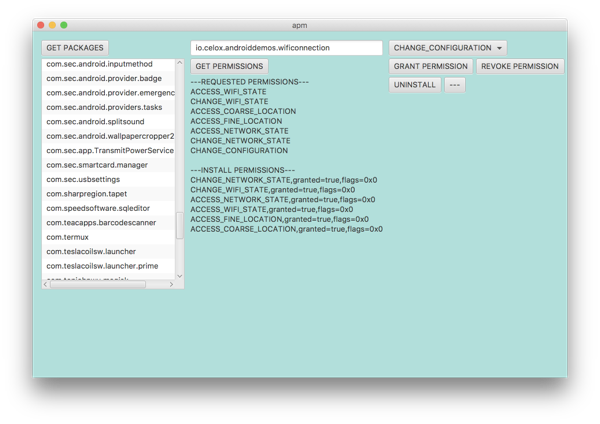 apm
GET PACKAGES
com.sec.android.inputmethod
com.sec.android.provider.badge
com.sec.android.provider.emergenc
com.sec.android.providers.tasks
com.sec.android.splitsound
com.sec.android.wallpapercropper2
com.sec.app.TransmitPowerService
com.sec.smartcard.manager
com.sec.usbsettings
com.sharpregion.tapet
com.speedsoftware.sqleditor
com.teacapps.barcodescanner
com.termux
com.teslacoilsw.launcher
com.teslacoilsw.launcher.prime
io.celox.androiddemos.wificonnection
GET PERMISSIONS
---REQUESTED PERMISSIONS---
ACCESS_WIFI_STATE
CHANGE_WIFI_STATE
ACCESS_COARSE_LOCATION
ACCESS_FINE_LOCATION
ACCESS_NETWORK_STATE
CHANGE_NETWORK_STATE
CHANGE_CONFIGURATION
---INSTALL PERMISSIONS---
CHANGE_NETWORK_STATE,granted=true,flags=0x0
CHANGE_WIFI_STATE,granted=true,flags=0x0
ACCESS_NETWORK_STATE,granted=true,flags=0x0
ACCESS_WIFI_STATE,granted=true,flags=0x0
ACCESS_FINE_LOCATION,granted=true,flags=0x0
ACCESS_COARSE_LOCATION,granted=true,flags=0x0
CHANGE_CONFIGURATION
GRANT PERMISSION
REVOKE PERMISSION
UNINSTALL
---